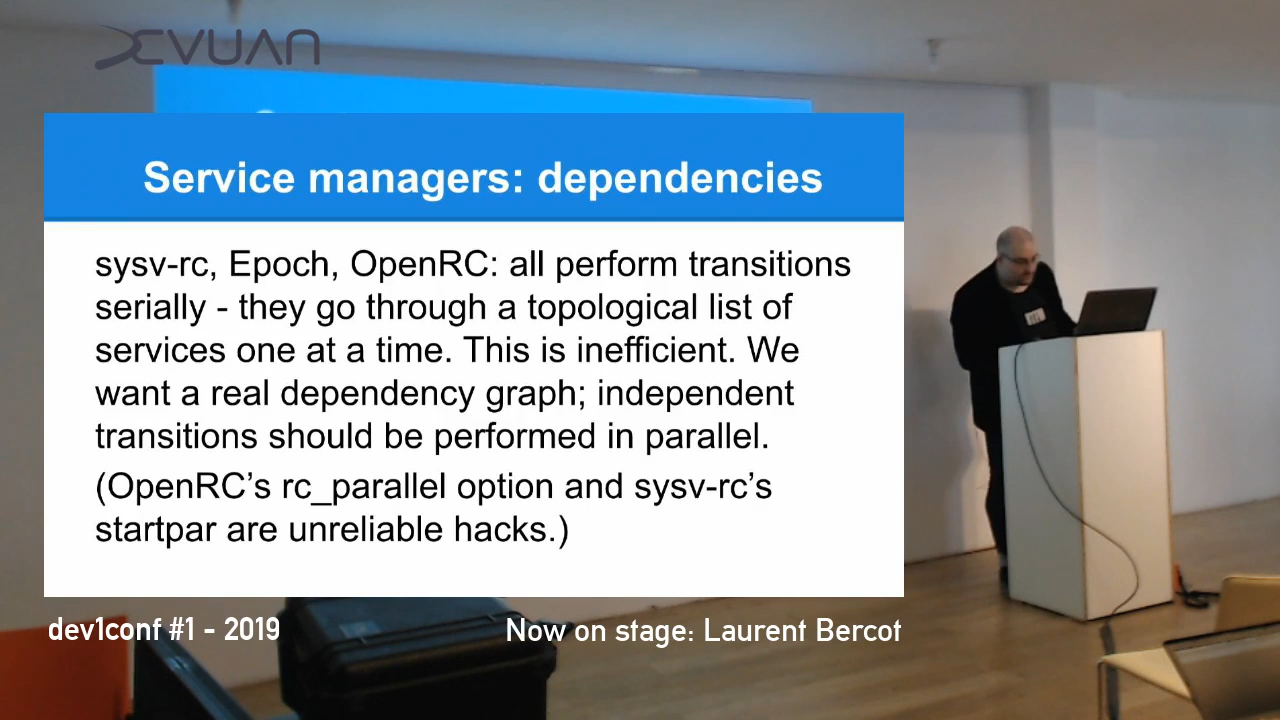 DEVUAN
Service managers: dependencies
sysv-rc, Epoch, OpenRC: all perform transitions
serially - they go through a topological list of
services one at a time. This is inefficient. We
want a real dependency graph; independent
transitions should be performed in parallel.
(OpenRC’s rc_parallel option and sysv-rc’s
startpar are unreliable hacks.)
dev1conf #1 - 2019
Now on stage: Laurent Bercot